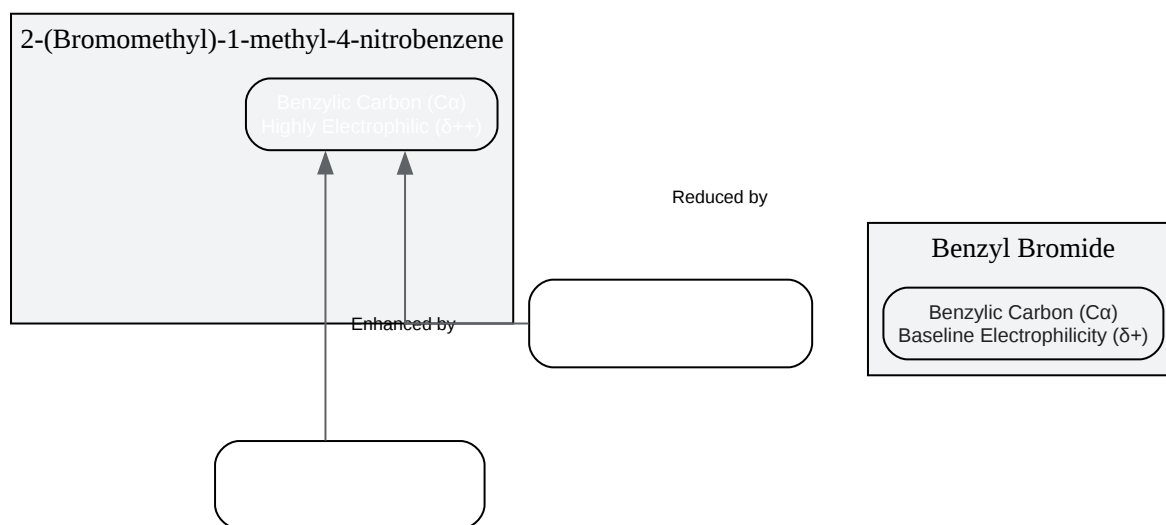 2-(Bromomethyl)-1-methyl-4-nitrobenzene
Benzylic Carbon (Cα)
Highly Electrophilic (δ++)
Reduced by
Benzyl Bromide
Benzylic Carbon (Cα)
Baseline Electrophilicity (δ+)
Enhanced by